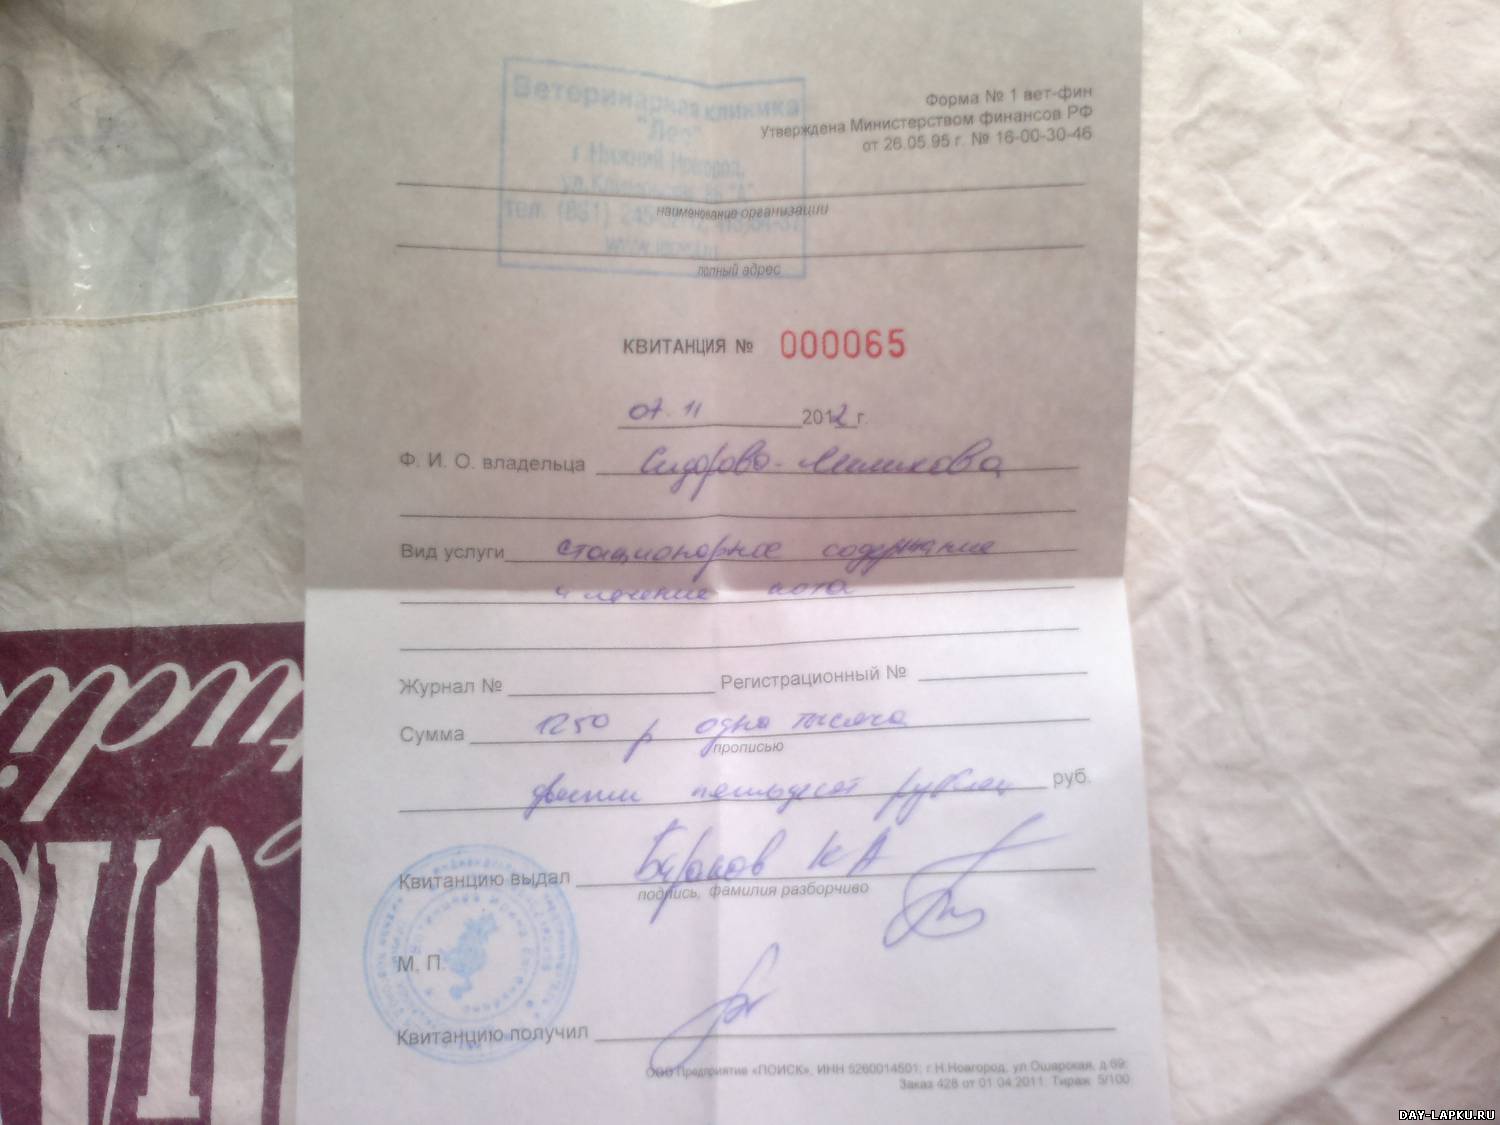 Ветеринарная клиника
г. Нижний Новгород,
тел. (831)
Форма № 1 вет-фин
Утверждена Министерством финансов РФ
от 26.05.95 г. № 16-00-30-46
наименование организации
полный адрес
КВИТАНЦИЯ № 000065
07. 11 2012 г.
Ф. И. О. владельца Сидорова-
Вид услуги стационарное содержание
и лечение кота
Журнал № Регистрационный №
Сумма 1250 р одна тысяча
прописью
двести пятьдесят рублей руб.
Квитанцию выдал Бураков К А
подпись, фамилия разборчиво
М. П.
Квитанцию получил
ООО Предприятие «ПОИСК», ИНН 5260014501; г.Н.Новгород, ул.Ошарская, д.69;
Заказ 428 от 01.04.2011. Тираж 5/100
DAY-LAPKU.RU